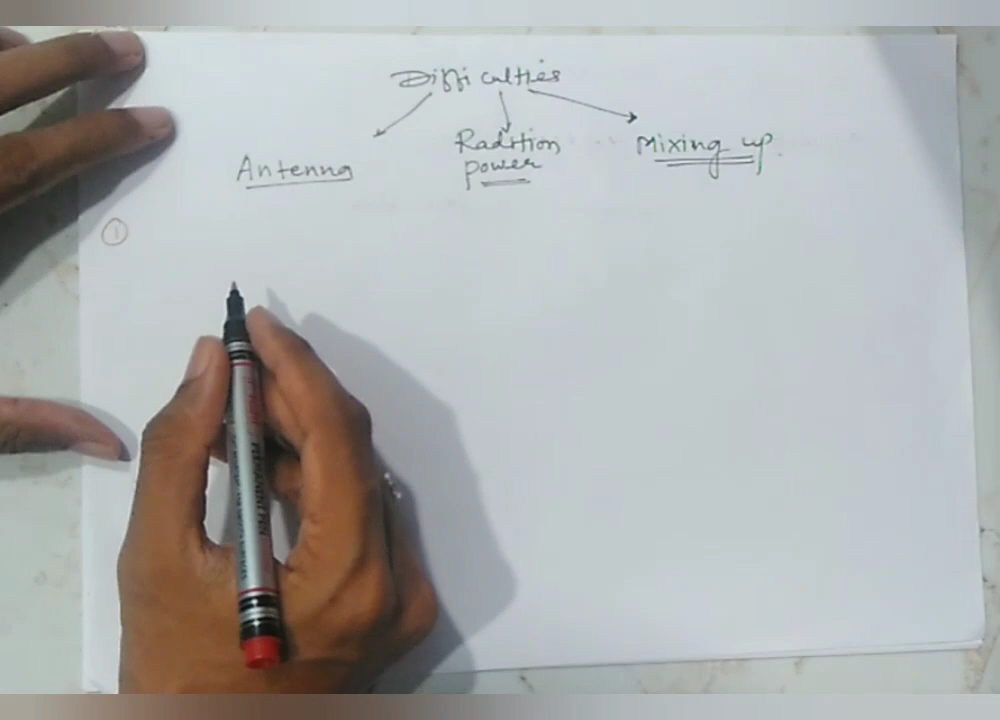 Difficulties
Antenna
Radition
power
Mixing up
1